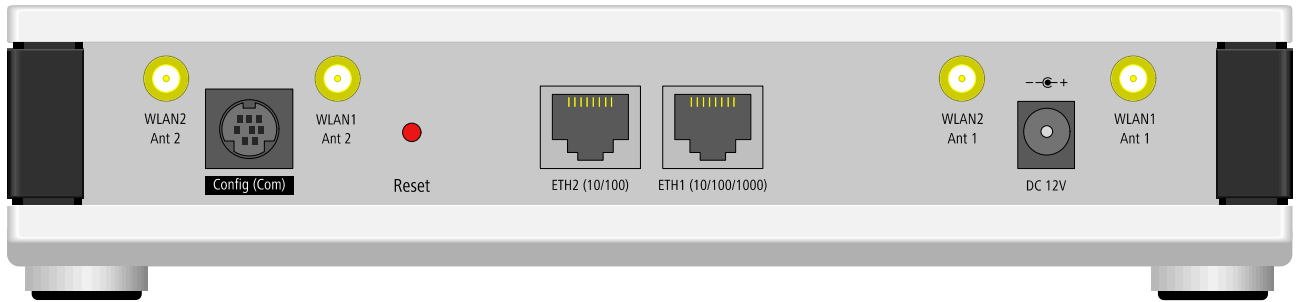 WLAN2
Ant 2
Config (Com)
WLAN1
Ant 2
Reset
ETH2 (10/100)
ETH1 (10/100/1000)
WLAN2
Ant 1
DC 12V
WLAN1
Ant 1